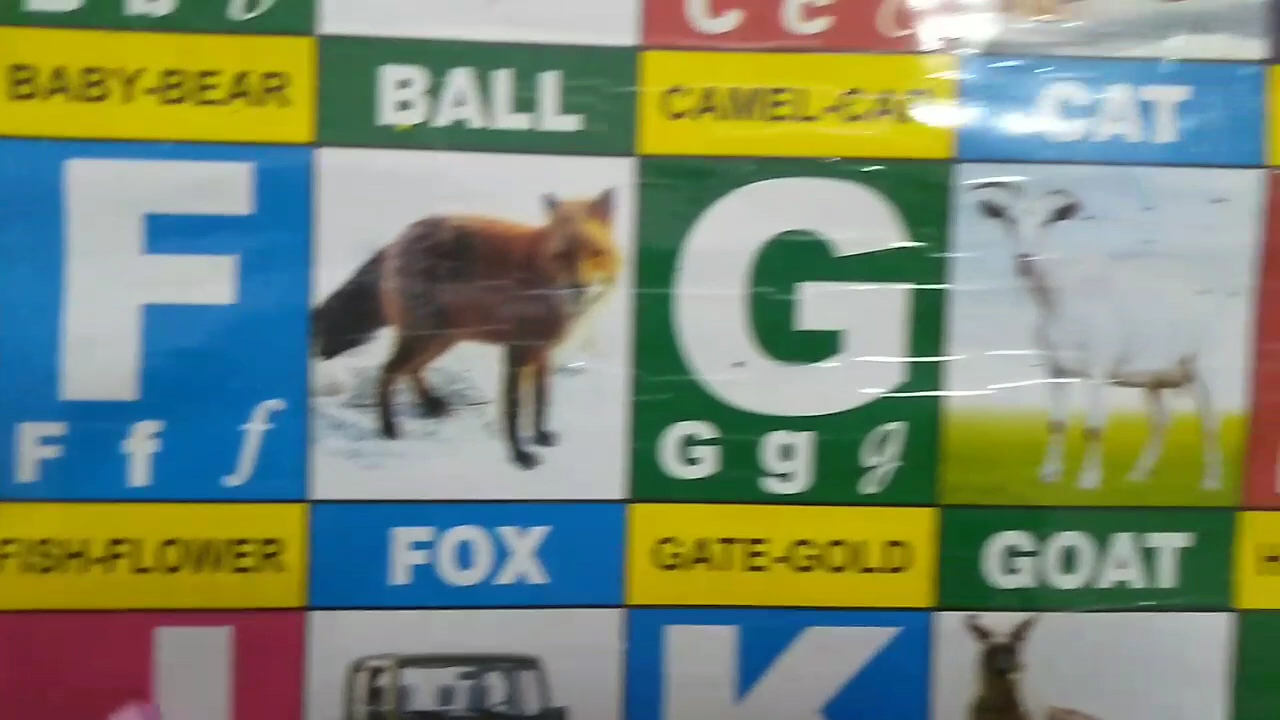 B b b
C c c
BABY-BEAR
BALL
CAMEL-CAT
CAT
F
F f f
G
G g g
FISH-FLOWER
FOX
GATE-GOLD
GOAT
J
K